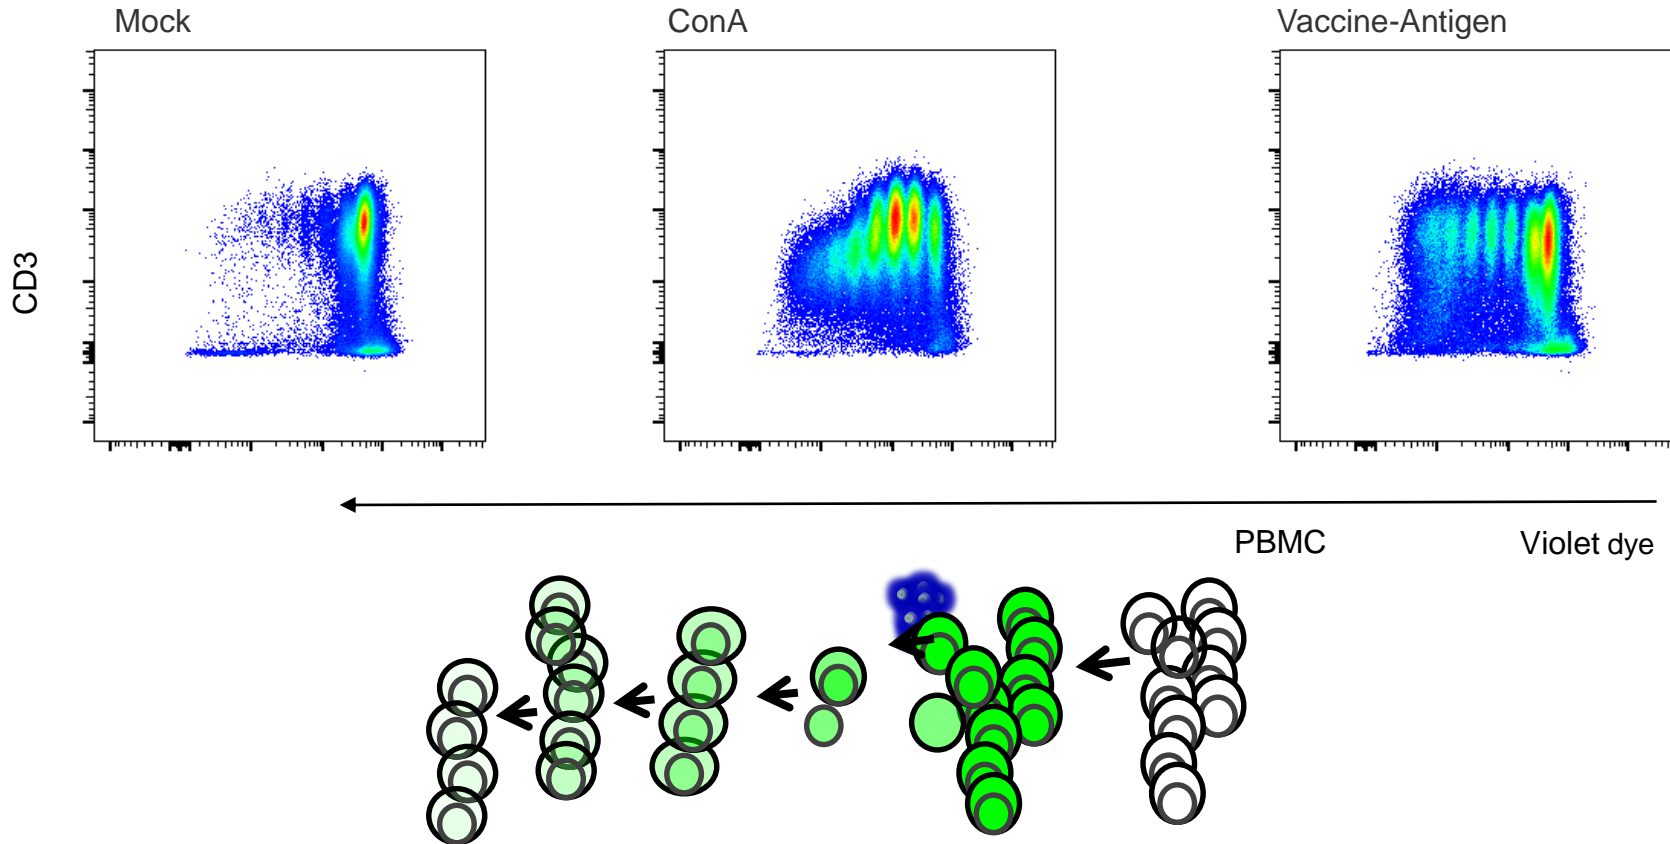 Mock
ConA
Vaccine-Antigen
CD3
PBMC
Violet dye